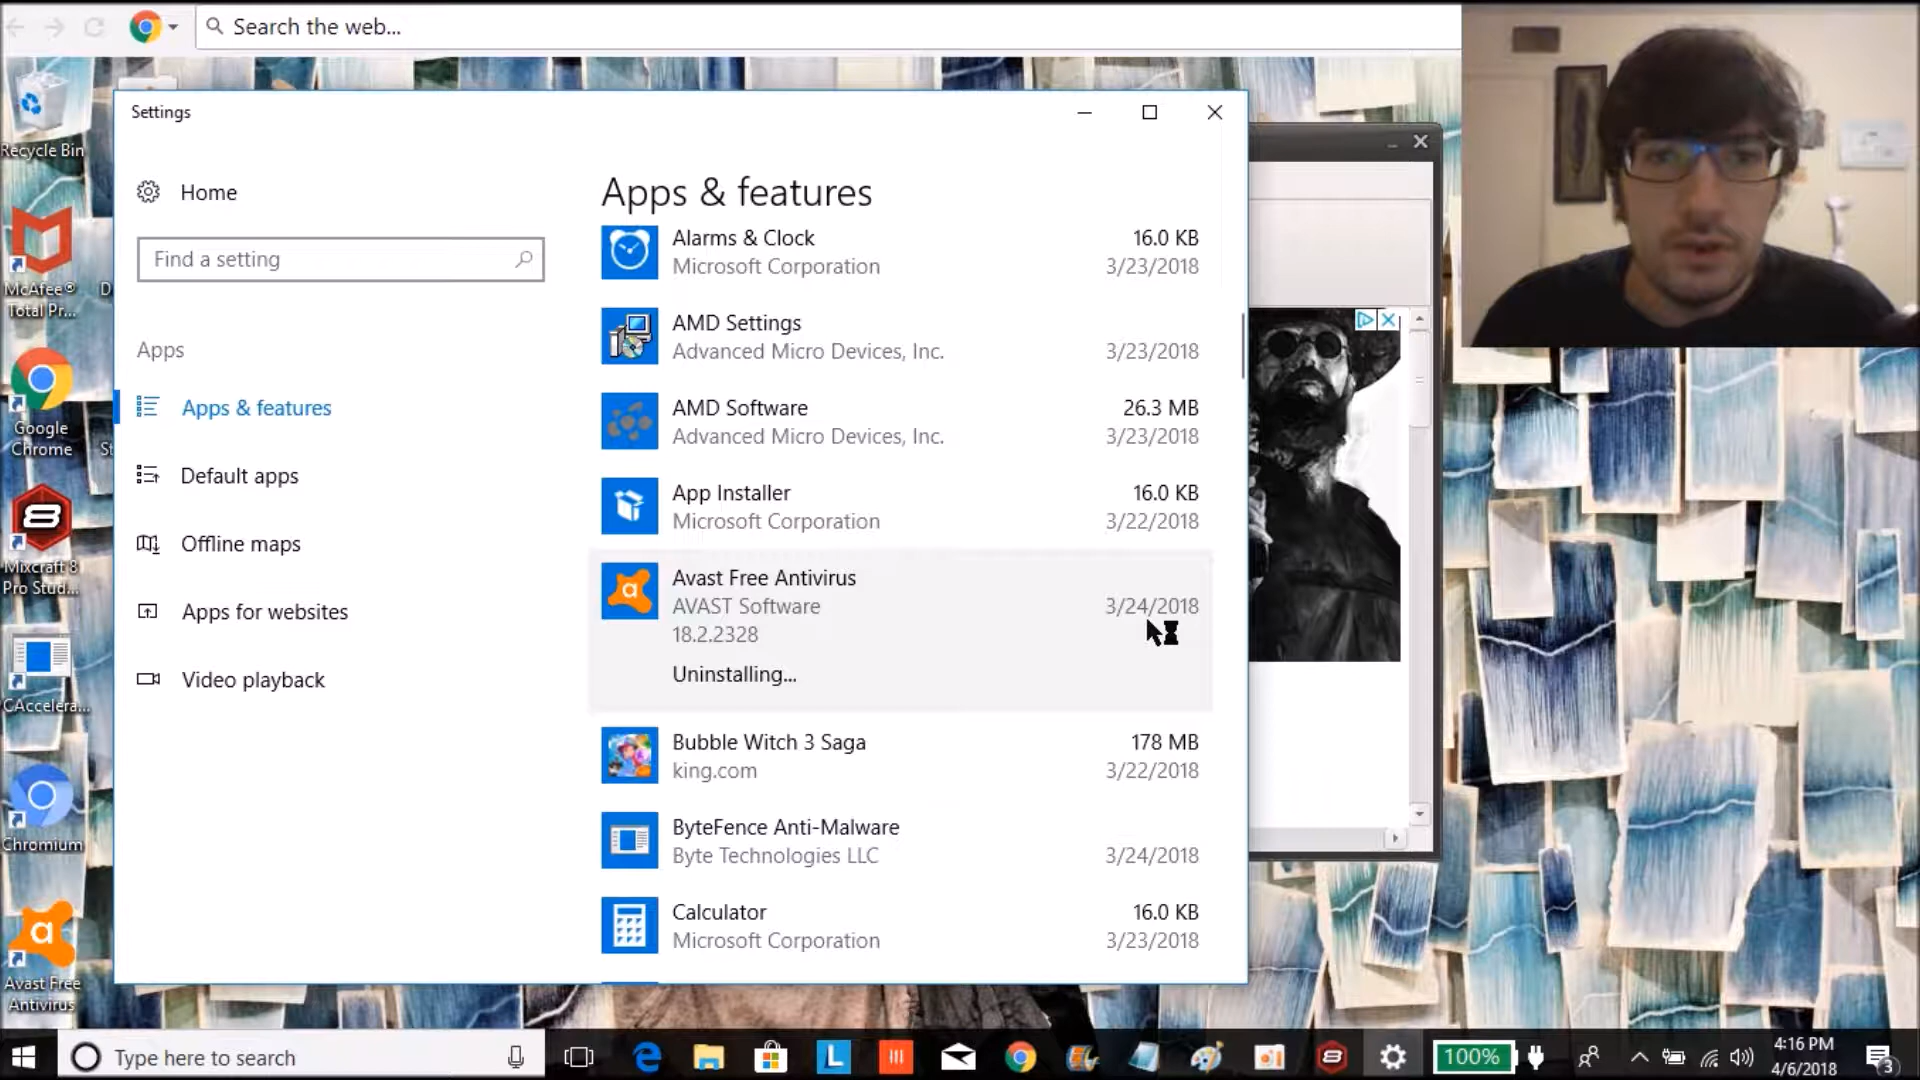 Search the web...
Recycle Bin
McAfee®
Total Pr...
D
Google
Chrome
St
Mixcraft 8
Pro Stud...
CAccelera...
Chromium
Avast Free
Antivirus
Settings
Home
Find a setting
Apps
Apps & features
Default apps
Offline maps
Apps for websites
Video playback
Apps & features
Alarms & Clock 16.0 KB
Microsoft Corporation 3/23/2018
AMD Settings
Advanced Micro Devices, Inc. 3/23/2018
AMD Software 26.3 MB
Advanced Micro Devices, Inc. 3/23/2018
App Installer 16.0 KB
Microsoft Corporation 3/22/2018
Avast Free Antivirus
AVAST Software 3/24/2018
18.2.2328
Uninstalling...
Bubble Witch 3 Saga 178 MB
king.com 3/22/2018
ByteFence Anti-Malware
Byte Technologies LLC 3/24/2018
Calculator 16.0 KB
Microsoft Corporation 3/23/2018
Type here to search
L
100%
4:16 PM
4/6/2018
3